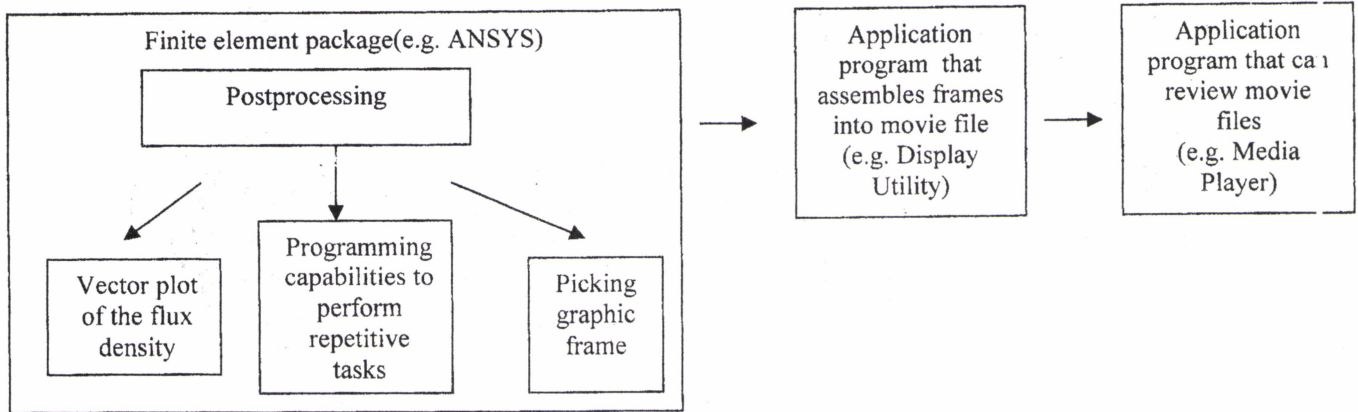 Finite element package(e.g. ANSYS)
Postprocessing
Vector plot
of the flux
density
Programming
capabilities to
perform
repetitive
tasks
Picking
graphic
frame
Application
program that
assembles frames
into movie file
(e.g. Display
Utility)
Application
program that can
review movie
files
(e.g. Media
Player)